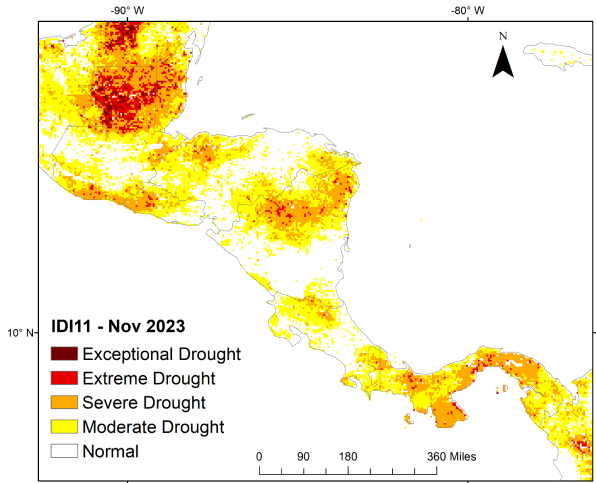 -90° W
-80° W
N
10° N
IDI11 - Nov 2023
Exceptional Drought
Extreme Drought
Severe Drought
Moderate Drought
Normal
0 90 180 360 Miles